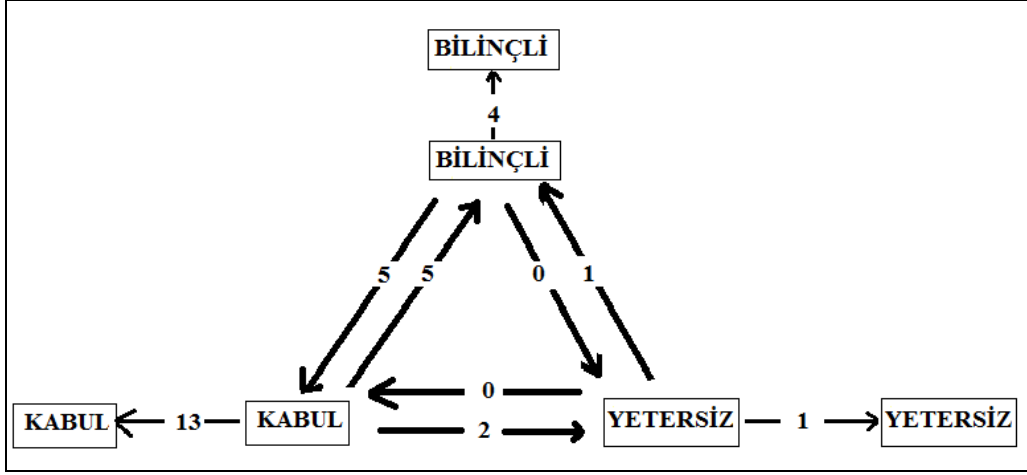 BİLİNÇLİ
4
BİLİNÇLİ
5 5 0 1
0
KABUL 13 KABUL 2 YETERSİZ 1 YETERSİZ